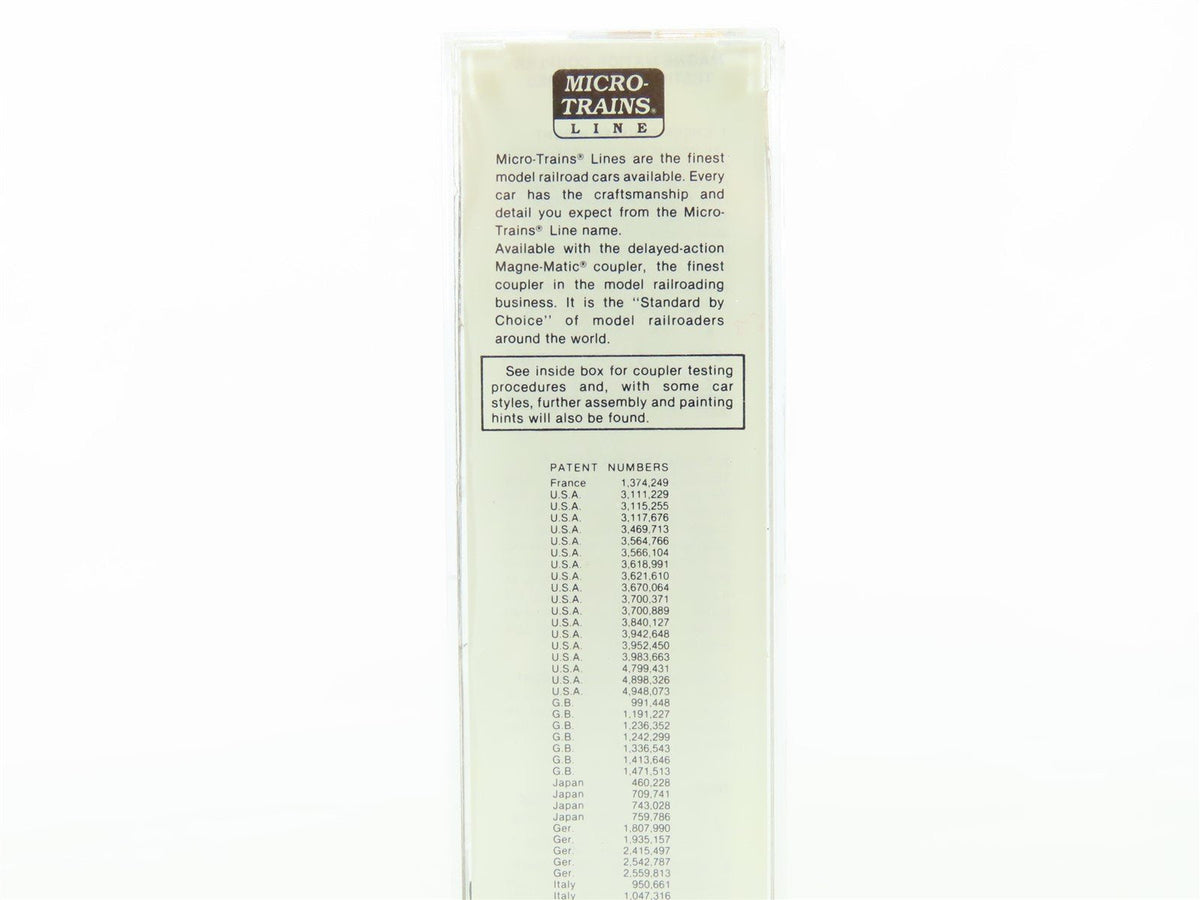 MICRO-
TRAINS®
LINE
Micro-Trains® Lines are the finest
model railroad cars available. Every
car has the craftsmanship and
detail you expect from the Micro-
Trains® Line name.
Available with the delayed-action
Magne-Matic® coupler, the finest
coupler in the model railroading
business. It is the "Standard by
Choice" of model railroaders
around the world.
See inside box for coupler testing
procedures and, with some car
styles, further assembly and painting
hints will also be found.
PATENT NUMBERS
France 1,374,249
U.S.A. 3,111,229
U.S.A. 3,115,255
U.S.A. 3,117,676
U.S.A. 3,469,713
U.S.A. 3,564,766
U.S.A. 3,566,104
U.S.A. 3,618,991
U.S.A. 3,621,610
U.S.A. 3,670,064
U.S.A. 3,700,371
U.S.A. 3,700,889
U.S.A. 3,840,127
U.S.A. 3,942,648
U.S.A. 3,952,450
U.S.A. 3,983,663
U.S.A. 4,799,431
U.S.A. 4,898,326
U.S.A. 4,948,073
G.B. 991,448
G.B. 1,191,227
G.B. 1,236,352
G.B. 1,242,299
G.B. 1,336,543
G.B. 1,413,646
G.B. 1,471,513
Japan 460,228
Japan 709,741
Japan 743,028
Japan 759,786
Ger. 1,807,990
Ger. 1,935,157
Ger. 2,415,497
Ger. 2,542,787
Ger. 2,559,813
Italy 950,661
Italy 1,047,316